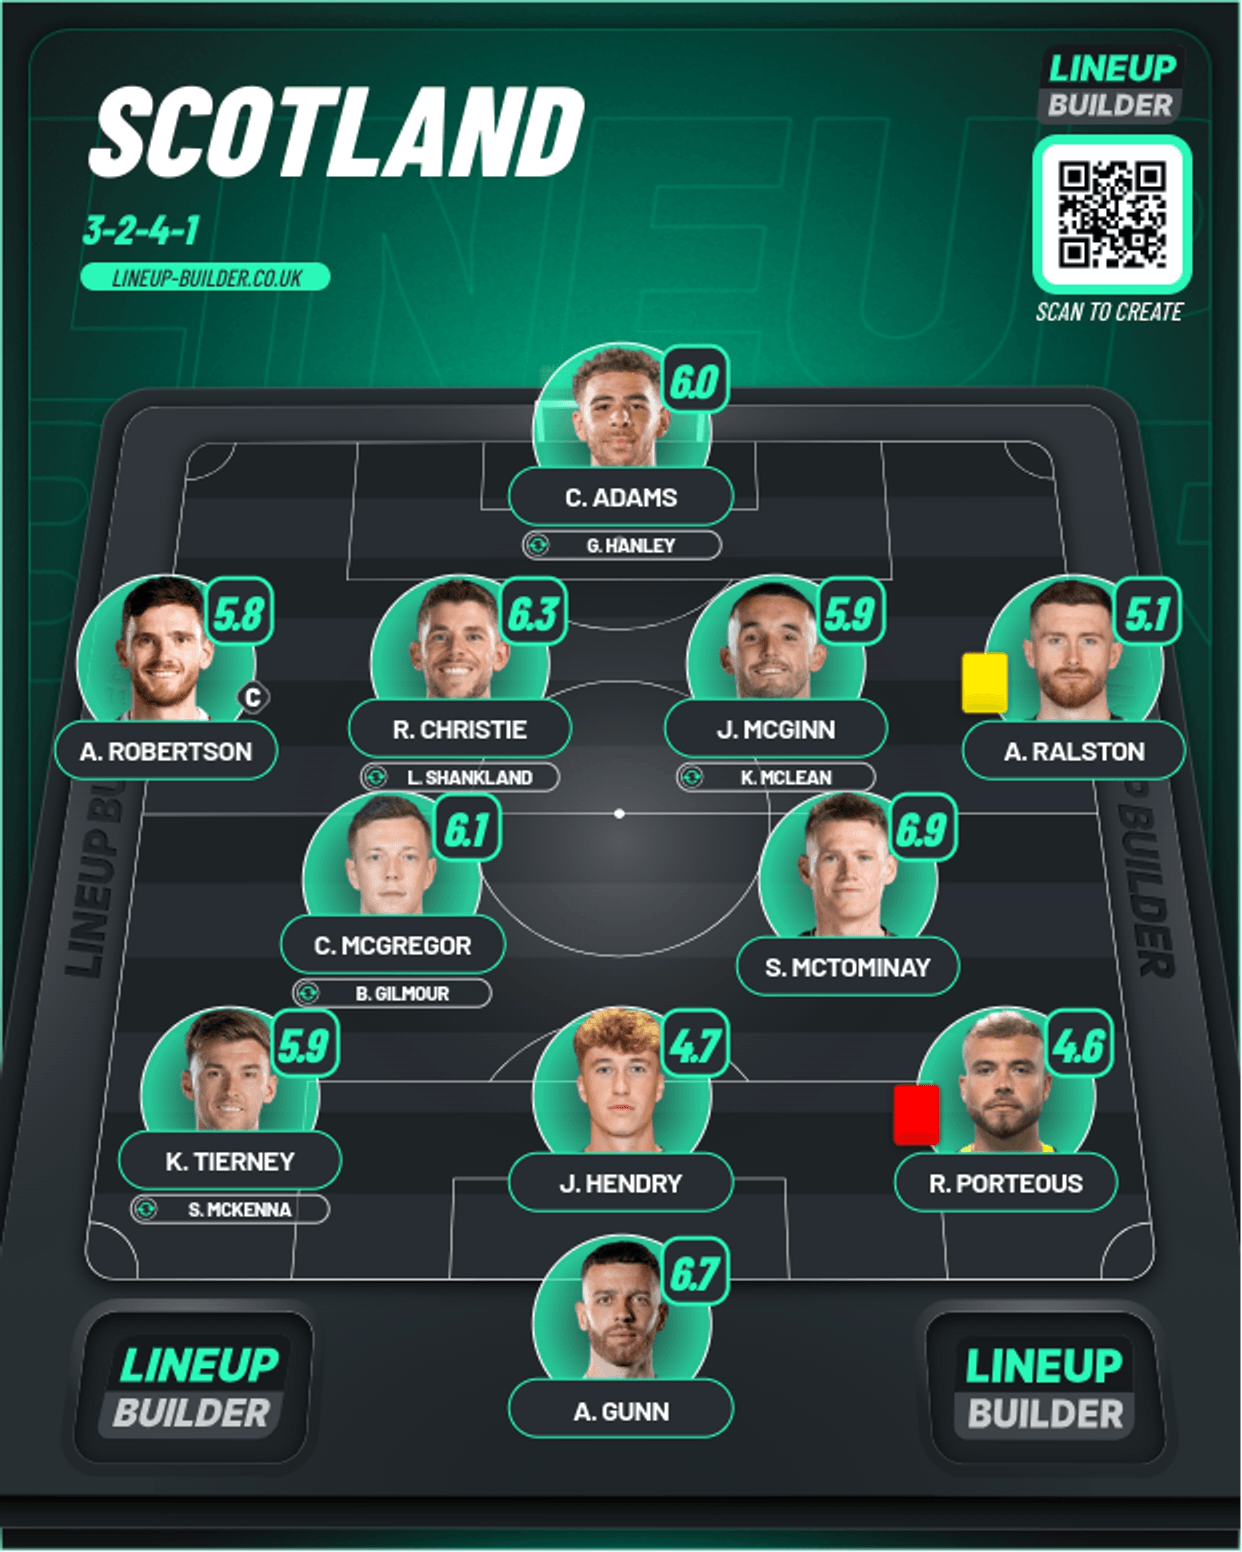 SCOTLAND
3-2-4-1
LINEUP-BUILDER.CO.UK
LINEUP
BUILDER
SCAN TO CREATE
6.0
C. ADAMS
G. HANLEY
5.8
C
A. ROBERTSON
6.3
R. CHRISTIE
L. SHANKLAND
5.9
J. MCGINN
K. MCLEAN
5.1
A. RALSTON
6.1
C. MCGREGOR
B. GILMOUR
6.9
S. MCTOMINAY
LINEUP BU
P BUILDER
5.9
K. TIERNEY
S. MCKENNA
4.7
J. HENDRY
4.6
R. PORTEOUS
6.7
A. GUNN
LINEUP
BUILDER
LINEUP
BUILDER